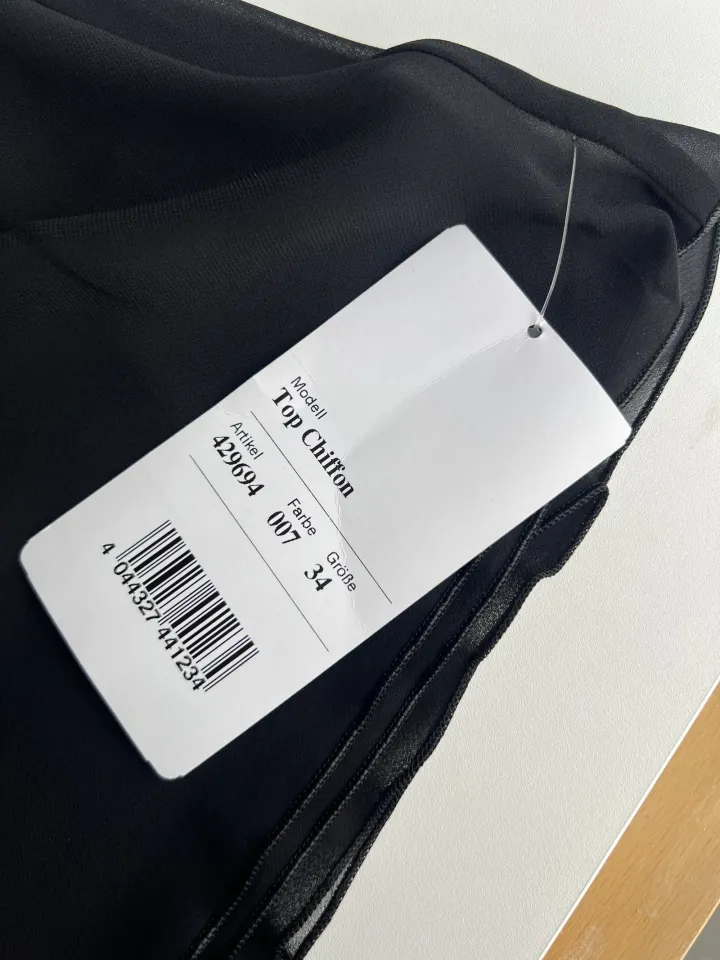 Modell
Top Chiffon
Artikel Farbe Größe
429694 007 34
4 044327 441234